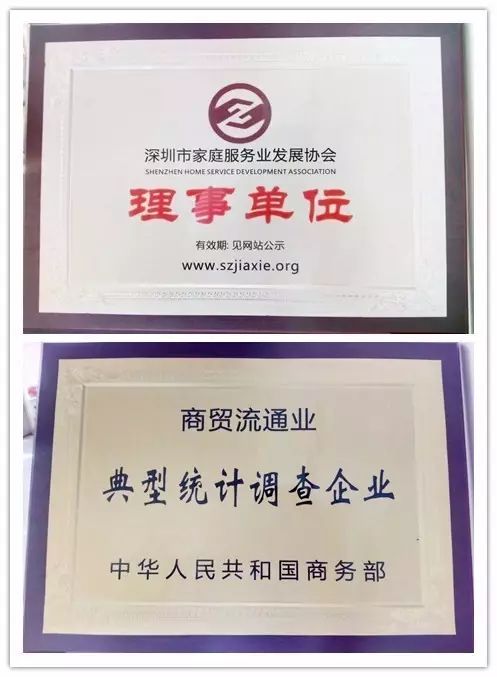 深圳市家庭服务业发展协会
SHENZHEN HOME SERVICE DEVELOPMENT ASSOCIATION
理事单位
有效期: 见网站公示
www.szjiaxie.org
商贸流通业
典型统计调查企业
中华人民共和国商务部